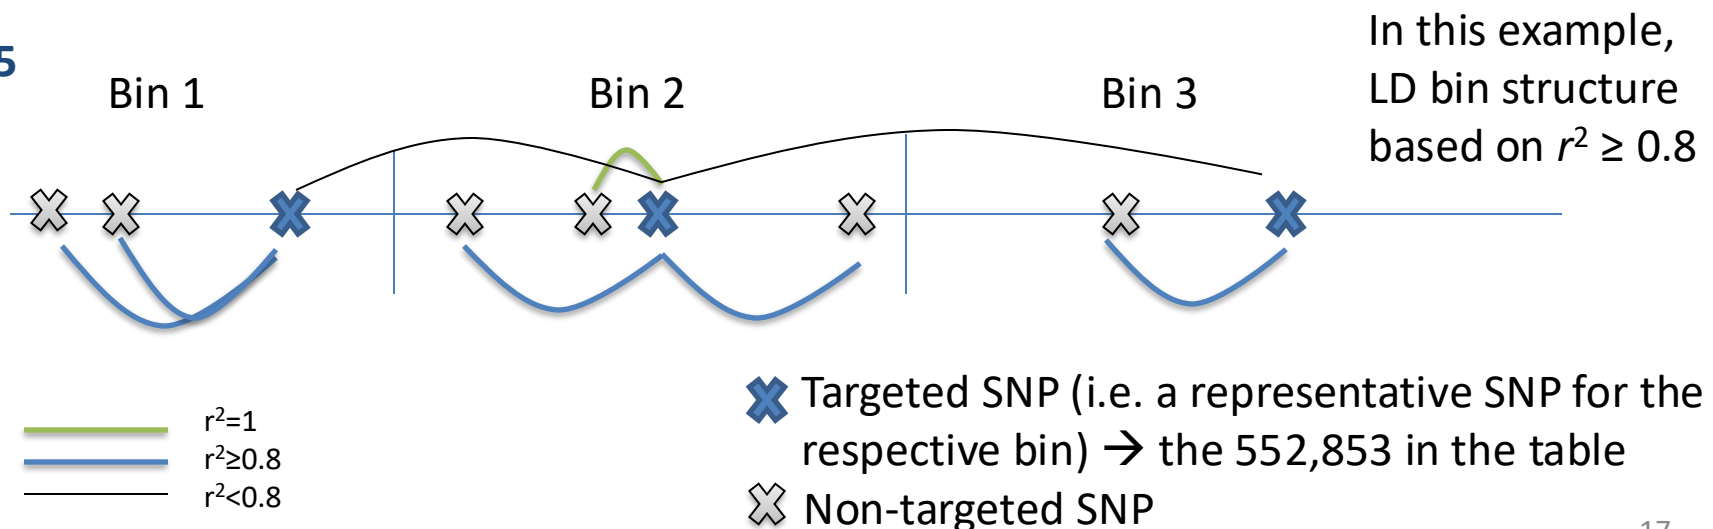 In this example,
5
LD bin structure
Bin 1
Bin 2
Bin 3
based on r² ≥ 0.8
Targeted SNP (i.e. a representative SNP for the
respective bin) → the 552,853 in the table
r²=1
r²≥0.8
r²<0.8
Non-targeted SNP
17